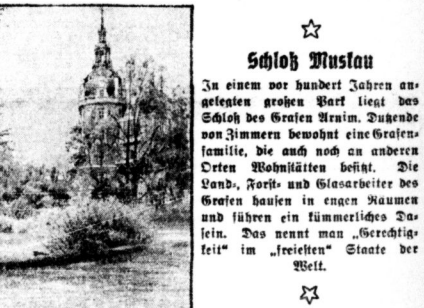 Schloß Muskau
In einem vor hundert Jahren an-
gelegten großen Park liegt das
Schloß des Grafen Arnim. Dutzende
von Zimmern bewohnt eine Grafen-
familie, die auch noch an anderen
Orten Wohnstätten besitzt. Die
Land-, Forst- und Glasarbeiter des
Grafen hausen in engen Räumen
und führen ein kümmerliches Da-
sein. Das nennt man „Gerechtig-
keit“ im „freiesten“ Staate der
Welt.